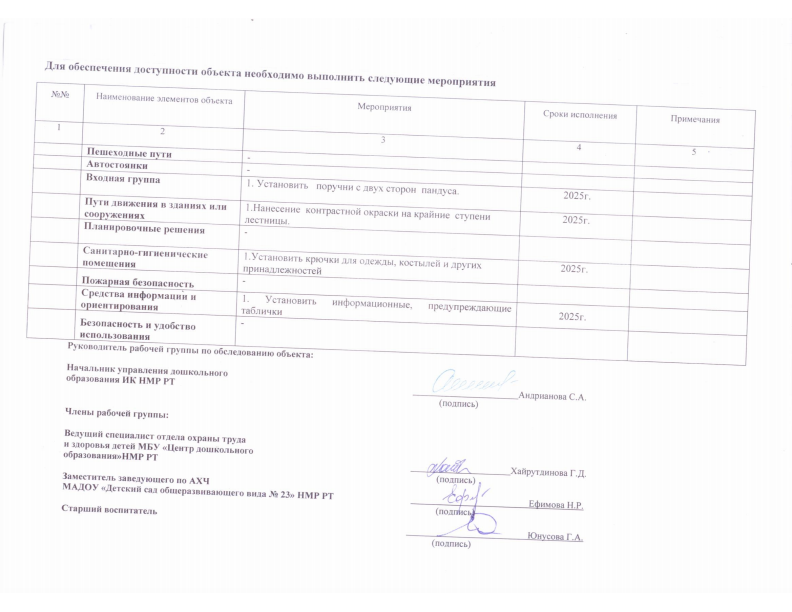 Для обеспечения доступности объекта необходимо выполнить следующие мероприятия
№№ Наименование элементов объекта Мероприятия Сроки исполнения Примечания
1 2 3 4 5
Пешеходные пути -
Автостоянки -
Входная группа 1. Установить поручни с двух сторон пандуса. 2025г.
Пути движения в зданиях или 1.Нанесение контрастной окраски на крайние ступени 2025г.
сооружениях лестницы.
Планировочные решения -
Санитарно-гигиенические 1.Установить крючки для одежды, костылей и других 2025г.
помещения принадлежностей
Пожарная безопасность -
Средства информации и 1. Установить информационные, предупреждающие
ориентирования таблички 2025г.
Безопасность и удобство -
использования
Руководитель рабочей группы по обследованию объекта:
Начальник управления дошкольного
образования ИК НМР РТ
Андрианова С.А.
(подпись)
Члены рабочей группы:
Ведущий специалист отдела охраны труда
и здоровья детей МБУ «Центр дошкольного
образования»НМР РТ
Хайрутдинова Г.Д.
(подпись)
Заместитель заведующего по АХЧ
МАДОУ «Детский сад общеразвивающего вида № 23» НМР РТ
Ефимова Н.Р.
(подпись)
Старший воспитатель
Юнусова Г.А.
(подпись)